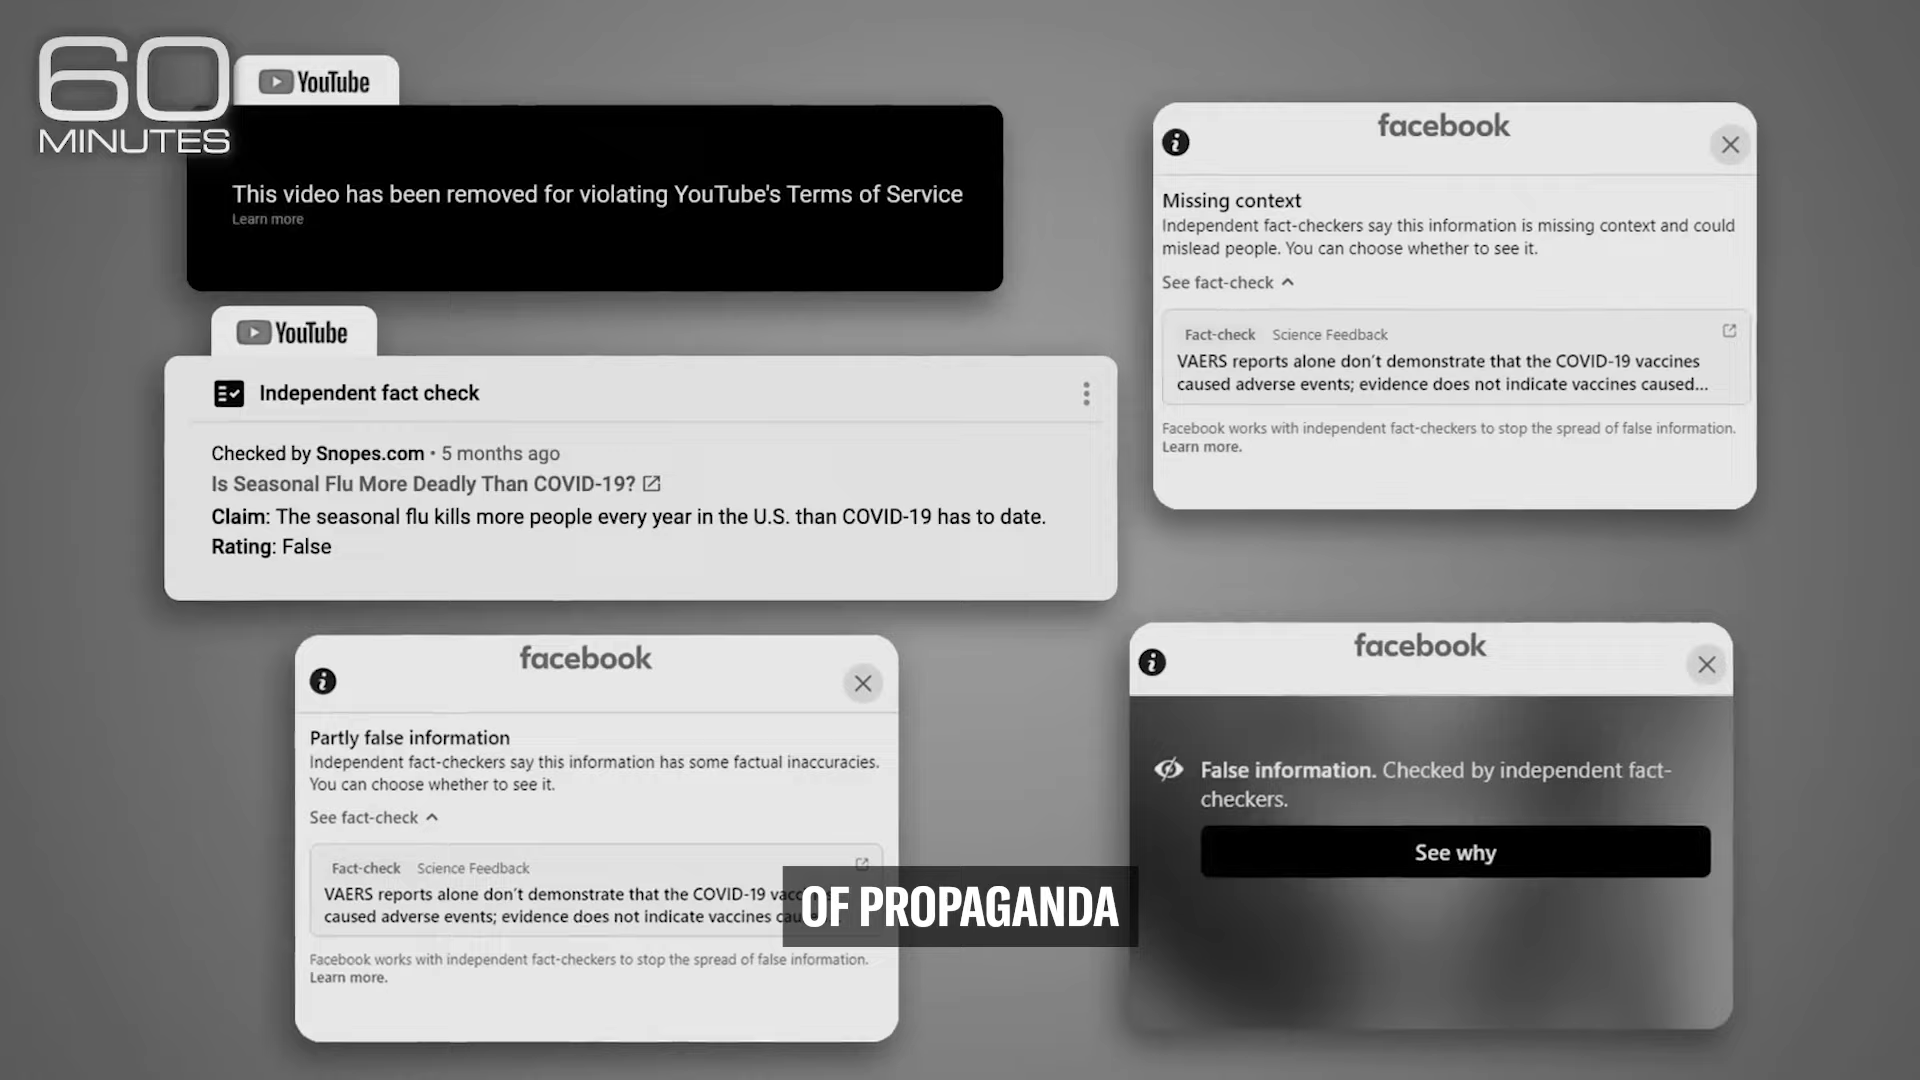 60
MINUTES
YouTube
This video has been removed for violating YouTube's Terms of Service
Learn more
YouTube
Independent fact check
Checked by Snopes.com • 5 months ago
Is Seasonal Flu More Deadly Than COVID-19?
Claim: The seasonal flu kills more people every year in the U.S. than COVID-19 has to date.
Rating: False
facebook
Missing context
Independent fact-checkers say this information is missing context and could
mislead people. You can choose whether to see it.
See fact-check
Fact-check Science Feedback
VAERS reports alone don't demonstrate that the COVID-19 vaccines
caused adverse events; evidence does not indicate vaccines caused...
Facebook works with independent fact-checkers to stop the spread of false information.
Learn more.
facebook
Partly false information
Independent fact-checkers say this information has some factual inaccuracies.
You can choose whether to see it.
See fact-check
Fact-check Science Feedback
VAERS reports alone don't demonstrate that the COVID-19
caused adverse events; evidence does not indicate vaccines
Facebook works with independent fact-checkers to stop the spread of false information.
Learn more.
facebook
False information. Checked by independent fact-
checkers.
See why
OF PROPAGANDA